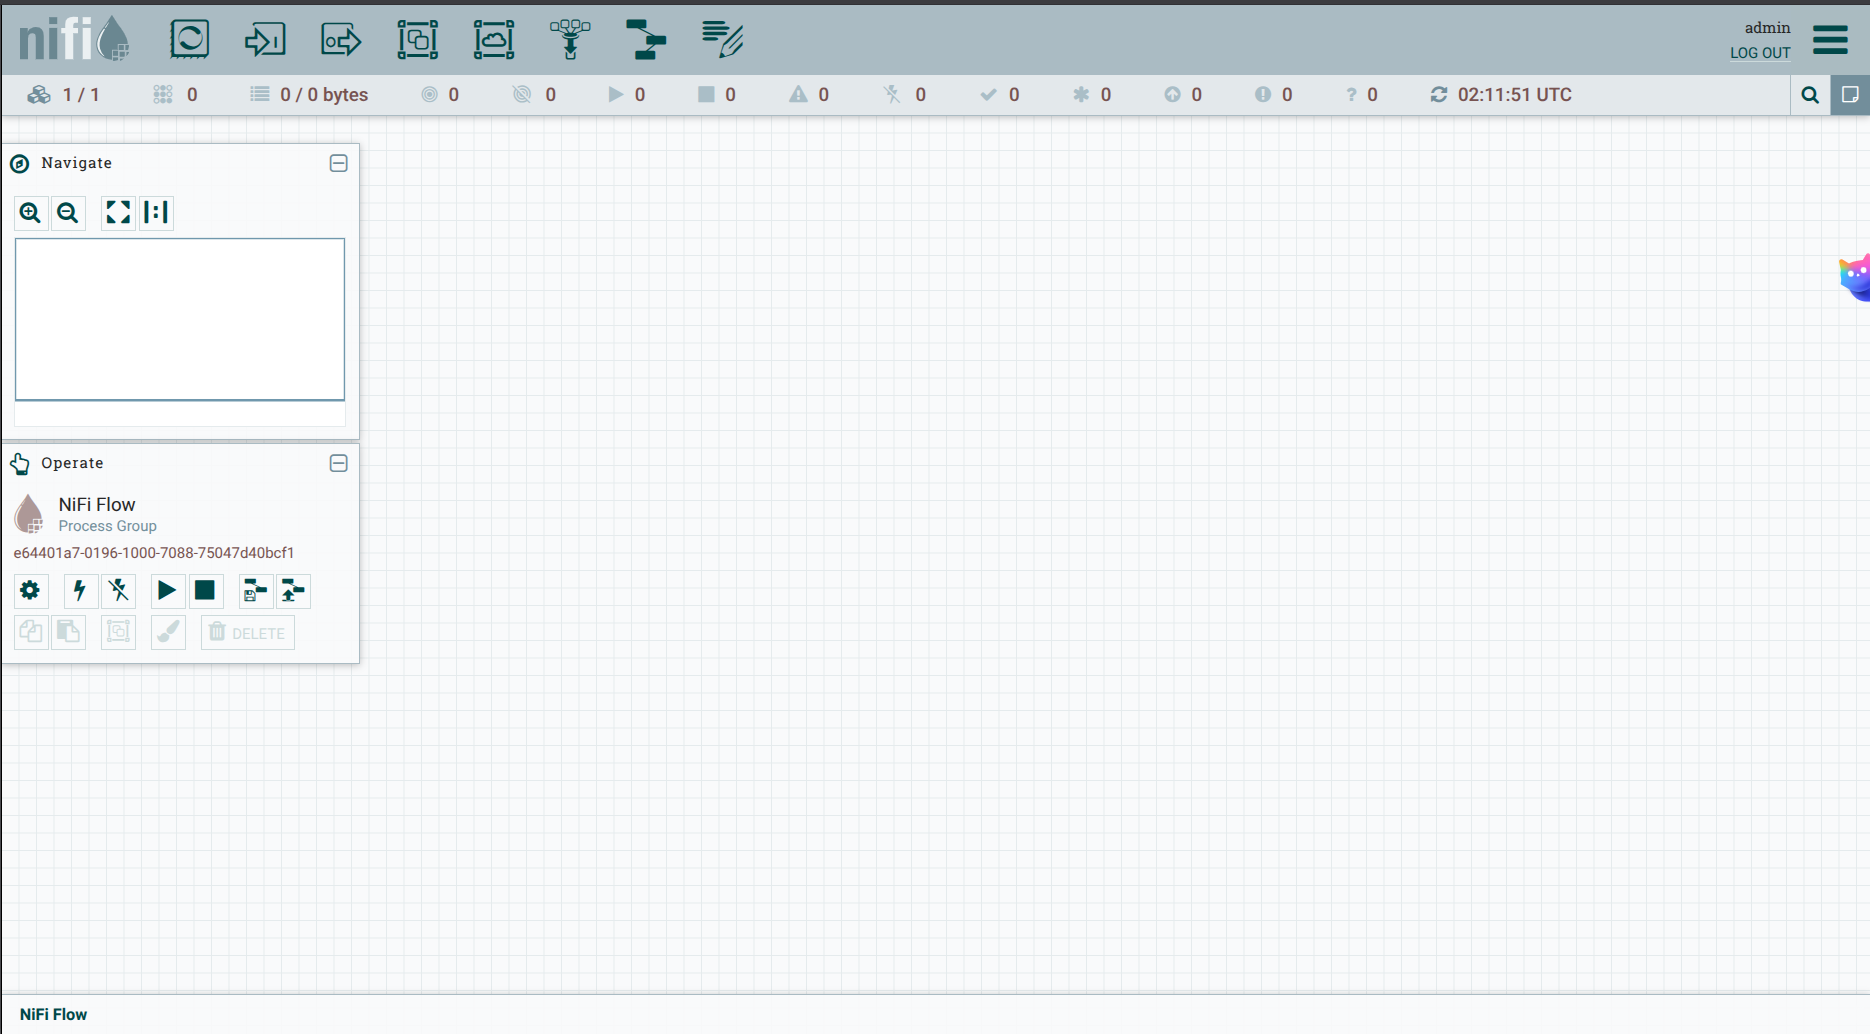 nifi
admin
LOG OUT
1 / 1
0
0 / 0 bytes
0
0
0
0
0
0
0
0
0
0
0
02:11:51 UTC
Navigate
Operate
NiFi Flow
Process Group
e64401a7-0196-1000-7088-75047d40bcf1
DELETE
NiFi Flow